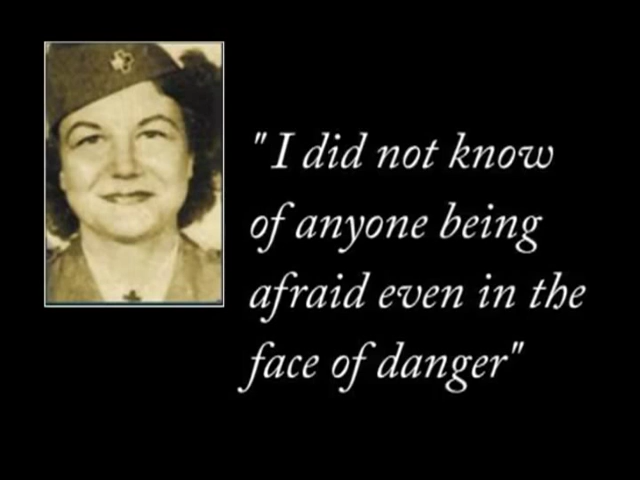 "I did not know
of anyone being
afraid even in the
face of danger"